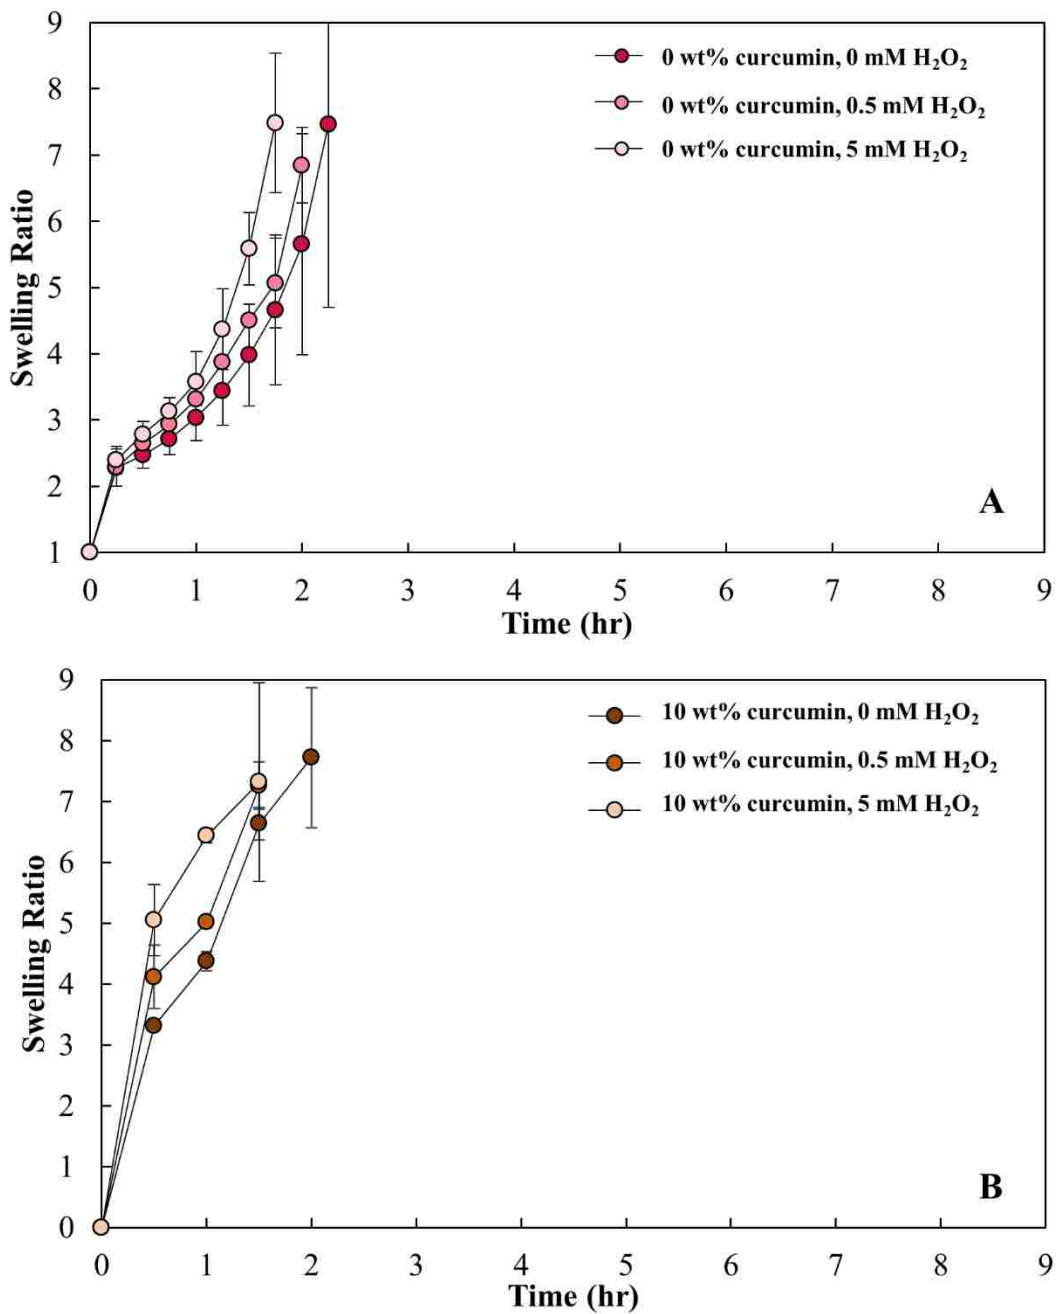 9
0 wt% curcumin, 0 mM H₂O₂
8
0 wt% curcumin, 0.5 mM H₂O₂
7
0 wt% curcumin, 5 mM H₂O₂
6
5
4
3
2
1
Swelling Ratio
A
0 1 2 3 4 5 6 7 8 9
Time (hr)
9
10 wt% curcumin, 0 mM H₂O₂
8
10 wt% curcumin, 0.5 mM H₂O₂
7
10 wt% curcumin, 5 mM H₂O₂
6
5
4
3
2
1
0
Swelling Ratio
B
0 1 2 3 4 5 6 7 8 9
Time (hr)